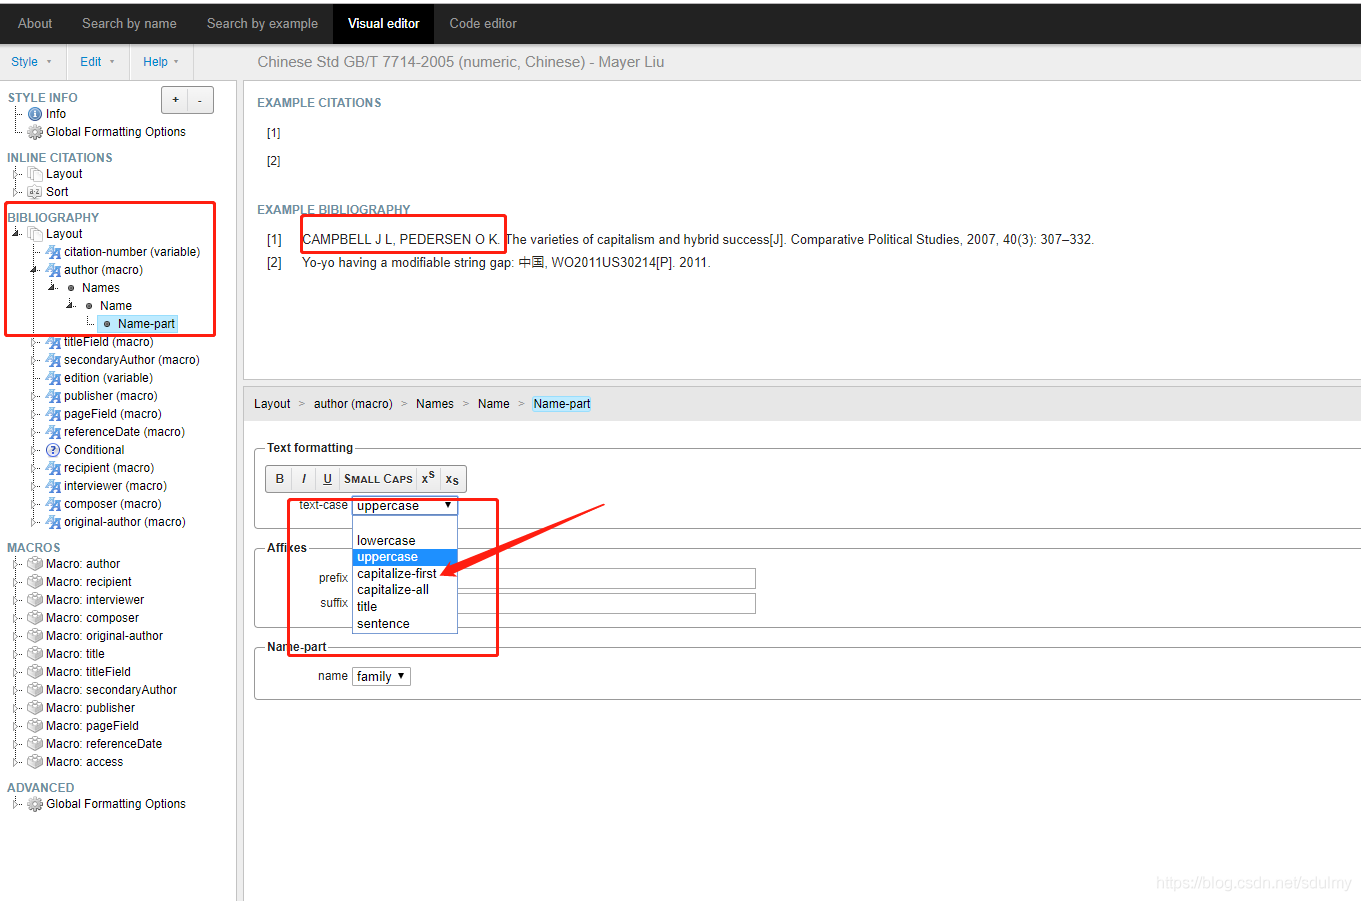 About Search by name Search by example Visual editor Code editor
Style Edit Help
Chinese Std GB/T 7714-2005 (numeric, Chinese) - Mayer Liu
STYLE INFO + -
Info
Global Formatting Options
INLINE CITATIONS
Layout
Sort
BIBLIOGRAPHY
Layout
citation-number (variable)
author (macro)
Names
Name
Name-part
titleField (macro)
secondaryAuthor (macro)
edition (variable)
publisher (macro)
pageField (macro)
referenceDate (macro)
Conditional
recipient (macro)
interviewer (macro)
composer (macro)
original-author (macro)
MACROS
Macro: author
Macro: recipient
Macro: interviewer
Macro: composer
Macro: original-author
Macro: title
Macro: titleField
Macro: secondaryAuthor
Macro: publisher
Macro: pageField
Macro: referenceDate
Macro: access
ADVANCED
Global Formatting Options
EXAMPLE CITATIONS
[1]
[2]
EXAMPLE BIBLIOGRAPHY
[1] CAMPBELL J L, PEDERSEN O K. The varieties of capitalism and hybrid success[J]. Comparative Political Studies, 2007, 40(3): 307–332.
[2] Yo-yo having a modifiable string gap: 中国, WO2011US30214[P]. 2011.
Layout > author (macro) > Names > Name > Name-part
Text formatting
B I U SMALL CAPS xS xS
text-case uppercase
lowercase
uppercase
capitalize-first
capitalize-all
title
sentence
Affixes
prefix
suffix
Name-part
name family
https://blog.csdn.net/sdulmy